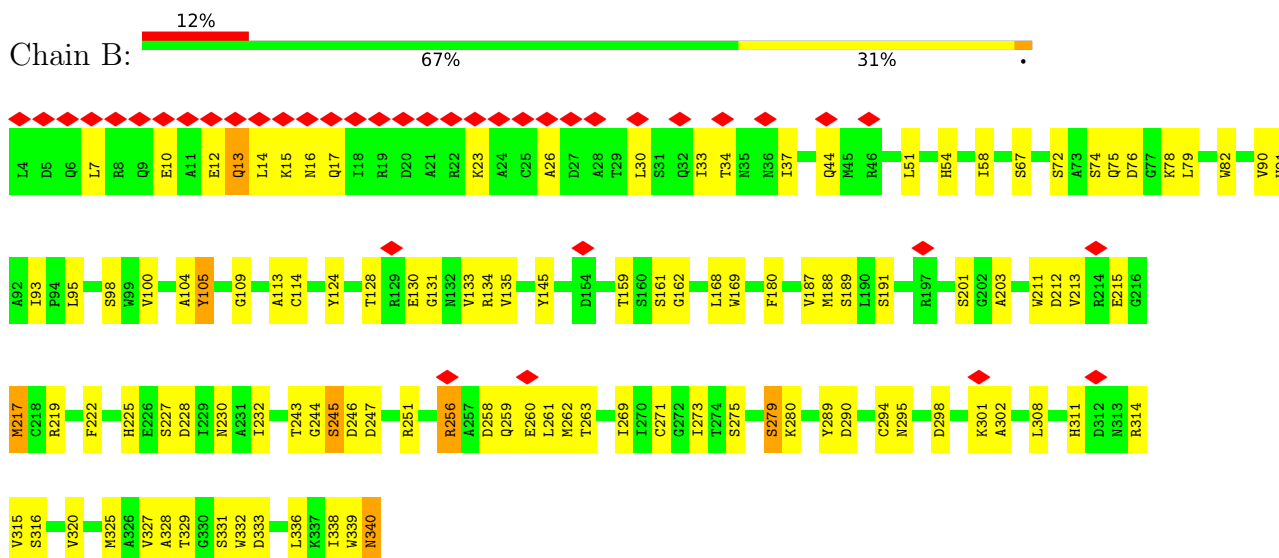 12%
Chain B:
67% 31% •
L4 D5 Q6 L7 R8 Q9 E10 A11 E12 Q13 L14 K15 N16 Q17 I18 R19 D20 A21 R22 K23 A24 C25 A26 D27 A28 T29 L30 S31 Q32 I33 T34 N35 N36 I37 Q44 M45 R46 L51 H54 I58 S67 S72 A73 S74 Q75 D76 G77 K78 L79 W82 V90
A92 I93 P94 L95 S98 W99 V100 A104 Y105 G109 A113 C114 Y124 T128 R129 E130 G131 N132 V133 R134 V135 Y145 D154 T159 S160 S161 G162 L168 W169 F180 V187 M188 S189 L190 S191 R197 S201 G202 A203 W211 D212 V213 R214 E215 G216
M217 C218 R219 F222 H225 E226 S227 D228 I229 N230 A231 I232 T243 G244 S245 D246 D247 R251 R256 A257 D258 Q259 E260 L261 M262 T263 I269 I270 C271 G272 I273 T274 S275 S279 K280 Y289 D290 C294 N295 D298 K301 A302 L308 H311 D312 N313 R314
V315 S316 V320 M325 A326 V327 A328 T329 G330 S331 W332 D333 L336 K337 I338 W339 N340